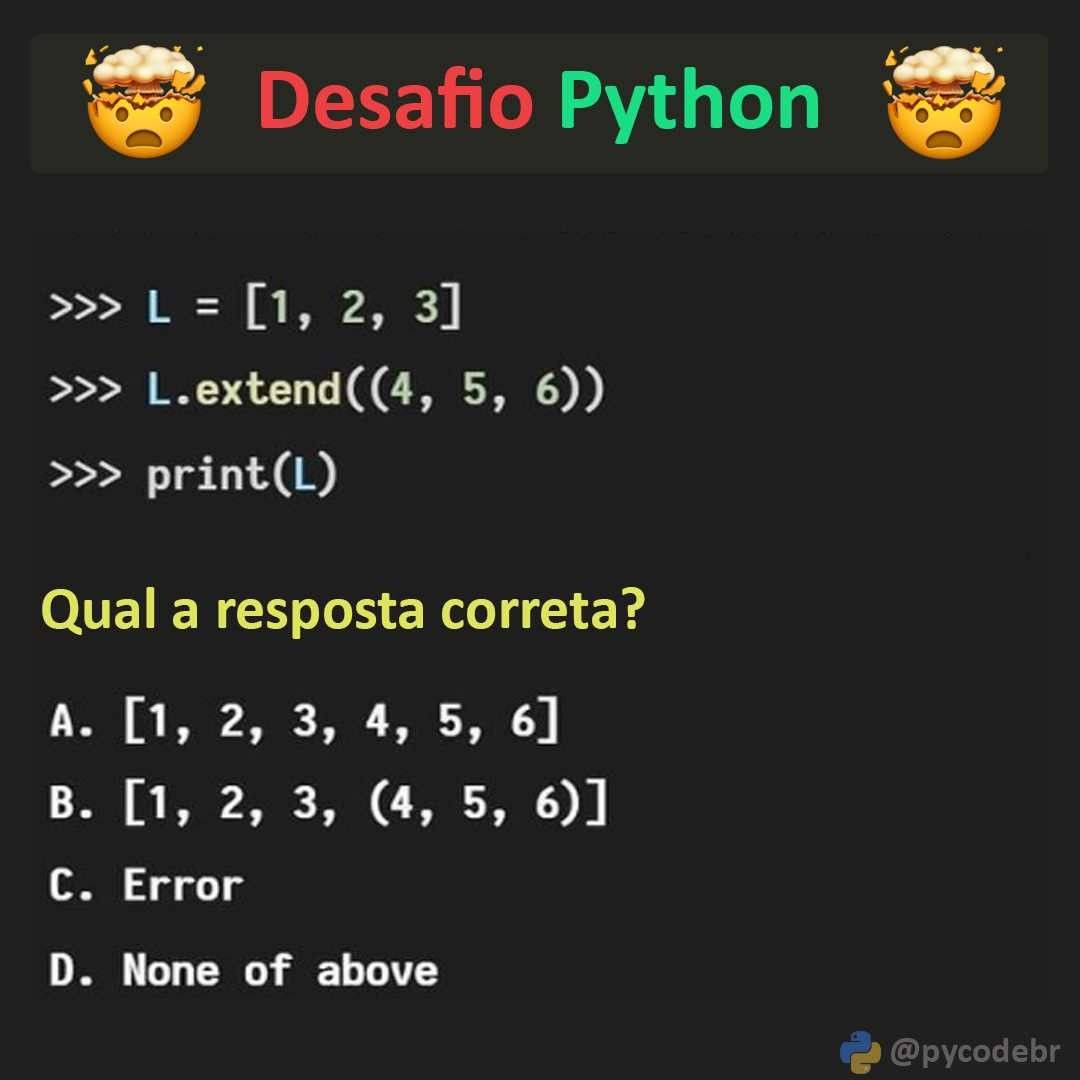 Desafio Python
>>> L = [1, 2, 3]
>>> L.extend((4, 5, 6))
>>> print(L)
Qual a resposta correta?
A. [1, 2, 3, 4, 5, 6]
B. [1, 2, 3, (4, 5, 6)]
C. Error
D. None of above
@pycodebr